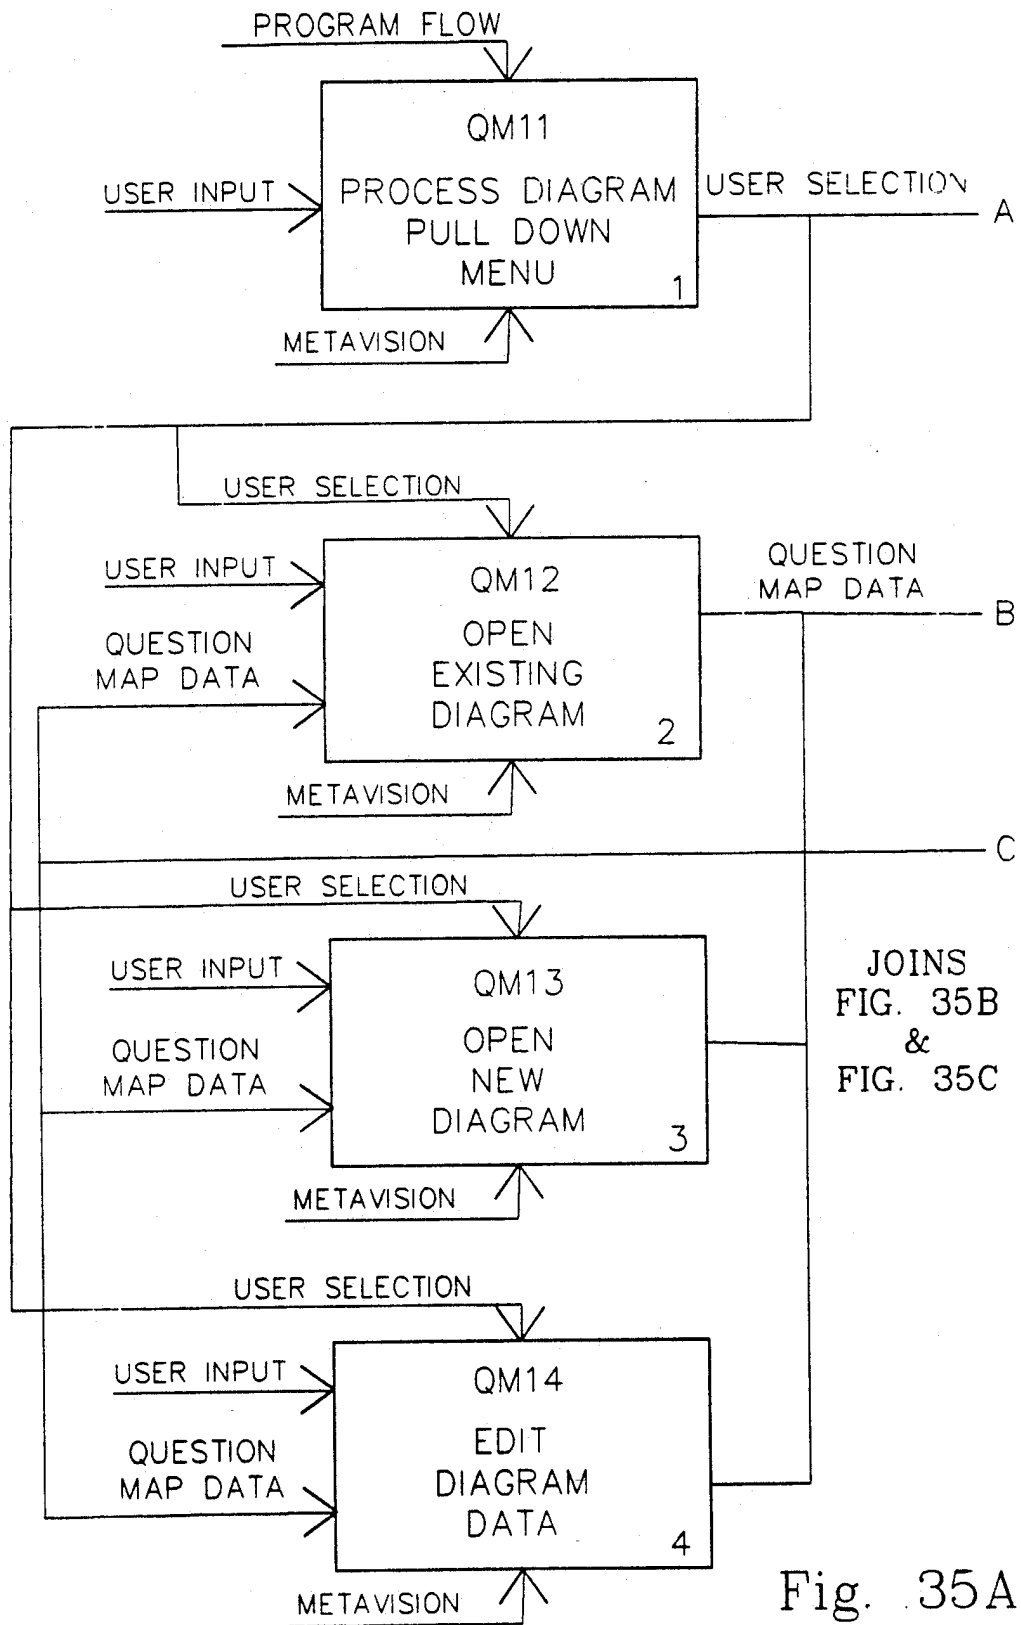 PROGRAM FLOW
QM11
USER INPUT
PROCESS DIAGRAM
PULL DOWN
MENU
1
USER SELECTION
A
METAVISION
USER SELECTION
USER INPUT
QM12
QUESTION
MAP DATA
B
QUESTION
MAP DATA
OPEN
EXISTING
DIAGRAM
2
METAVISION
C
USER SELECTION
USER INPUT
QM13
JOINS
FIG. 35B
&
FIG. 35C
QUESTION
MAP DATA
OPEN
NEW
DIAGRAM
3
METAVISION
USER SELECTION
USER INPUT
QM14
QUESTION
MAP DATA
EDIT
DIAGRAM
DATA
4
METAVISION
Fig. 35A